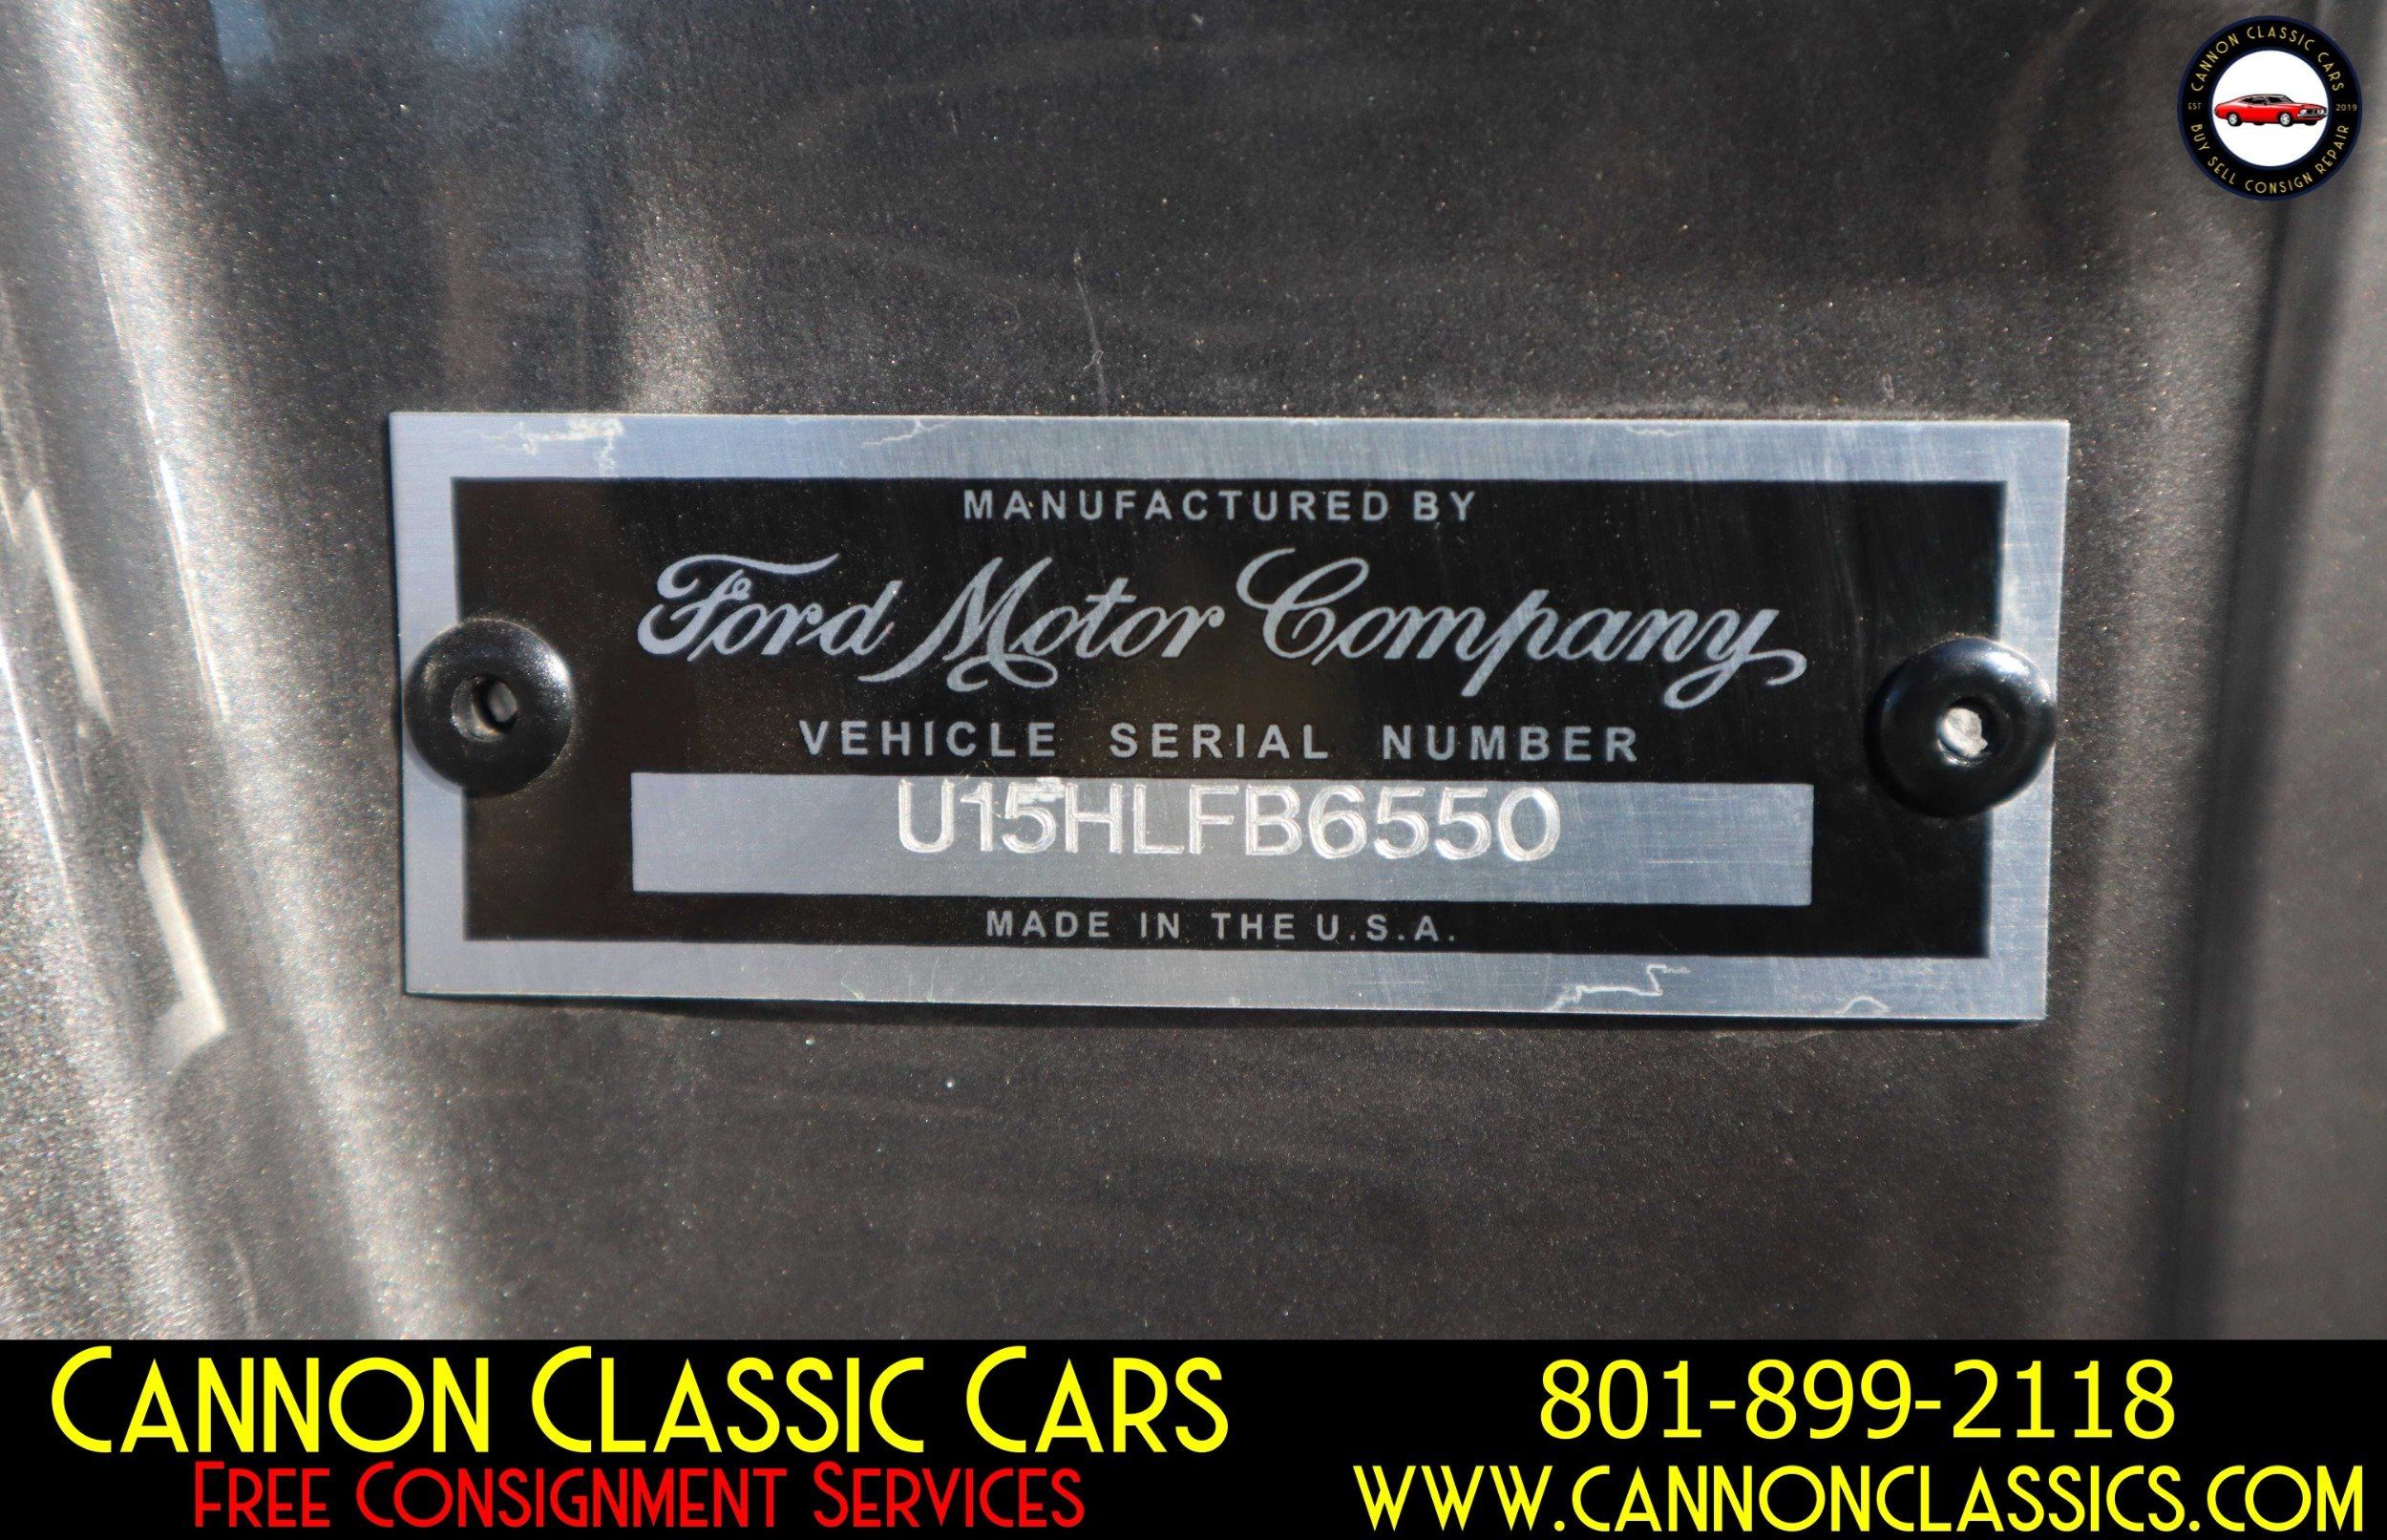 CANNON CLASSIC CARS
EST 2019
BUY SELL CONSIGN REPAIR
MANUFACTURED BY
Ford Motor Company
VEHICLE SERIAL NUMBER
U15HLFB6550
MADE IN THE U.S.A.
CANNON CLASSIC CARS
FREE CONSIGNMENT SERVICES
801-899-2118
WWW.CANNONCLASSICS.COM